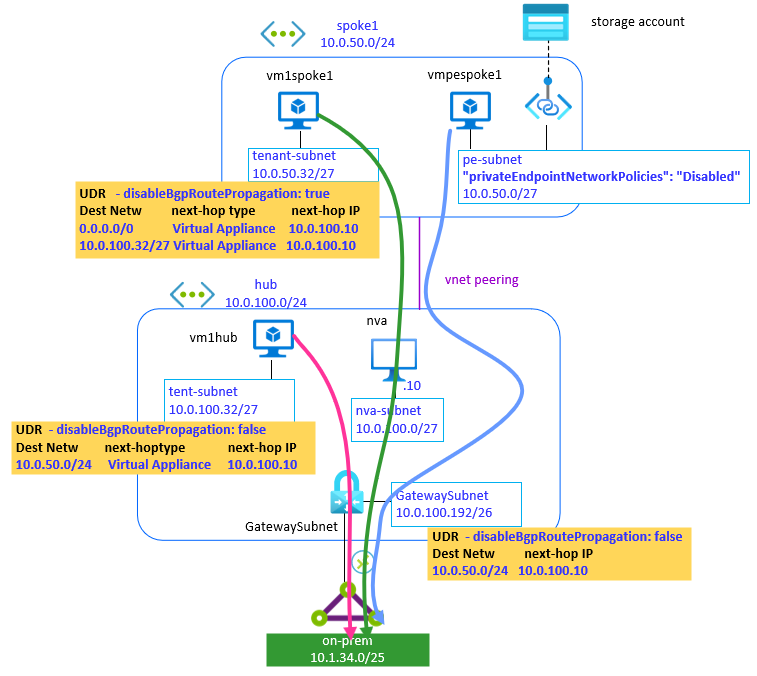 spoke1
10.0.50.0/24
storage account
vm1spoke1
vmpespoke1
tenant-subnet
10.0.50.32/27
pe-subnet
"privateEndpointNetworkPolicies": "Disabled"
10.0.50.0/27
UDR - disableBgpRoutePropagation: true
Dest Netw next-hop type next-hop IP
0.0.0.0/0 Virtual Appliance 10.0.100.10
10.0.100.32/27 Virtual Appliance 10.0.100.10
vnet peering
hub
10.0.100.0/24
vm1hub
nva
.10
tent-subnet
10.0.100.32/27
nva-subnet
10.0.100.0/27
UDR - disableBgpRoutePropagation: false
Dest Netw next-hoptype next-hop IP
10.0.50.0/24 Virtual Appliance 10.0.100.10
GatewaySubnet
10.0.100.192/26
GatewaySubnet
UDR - disableBgpRoutePropagation: false
Dest Netw next-hop IP
10.0.50.0/24 10.0.100.10
on-prem
10.1.34.0/25